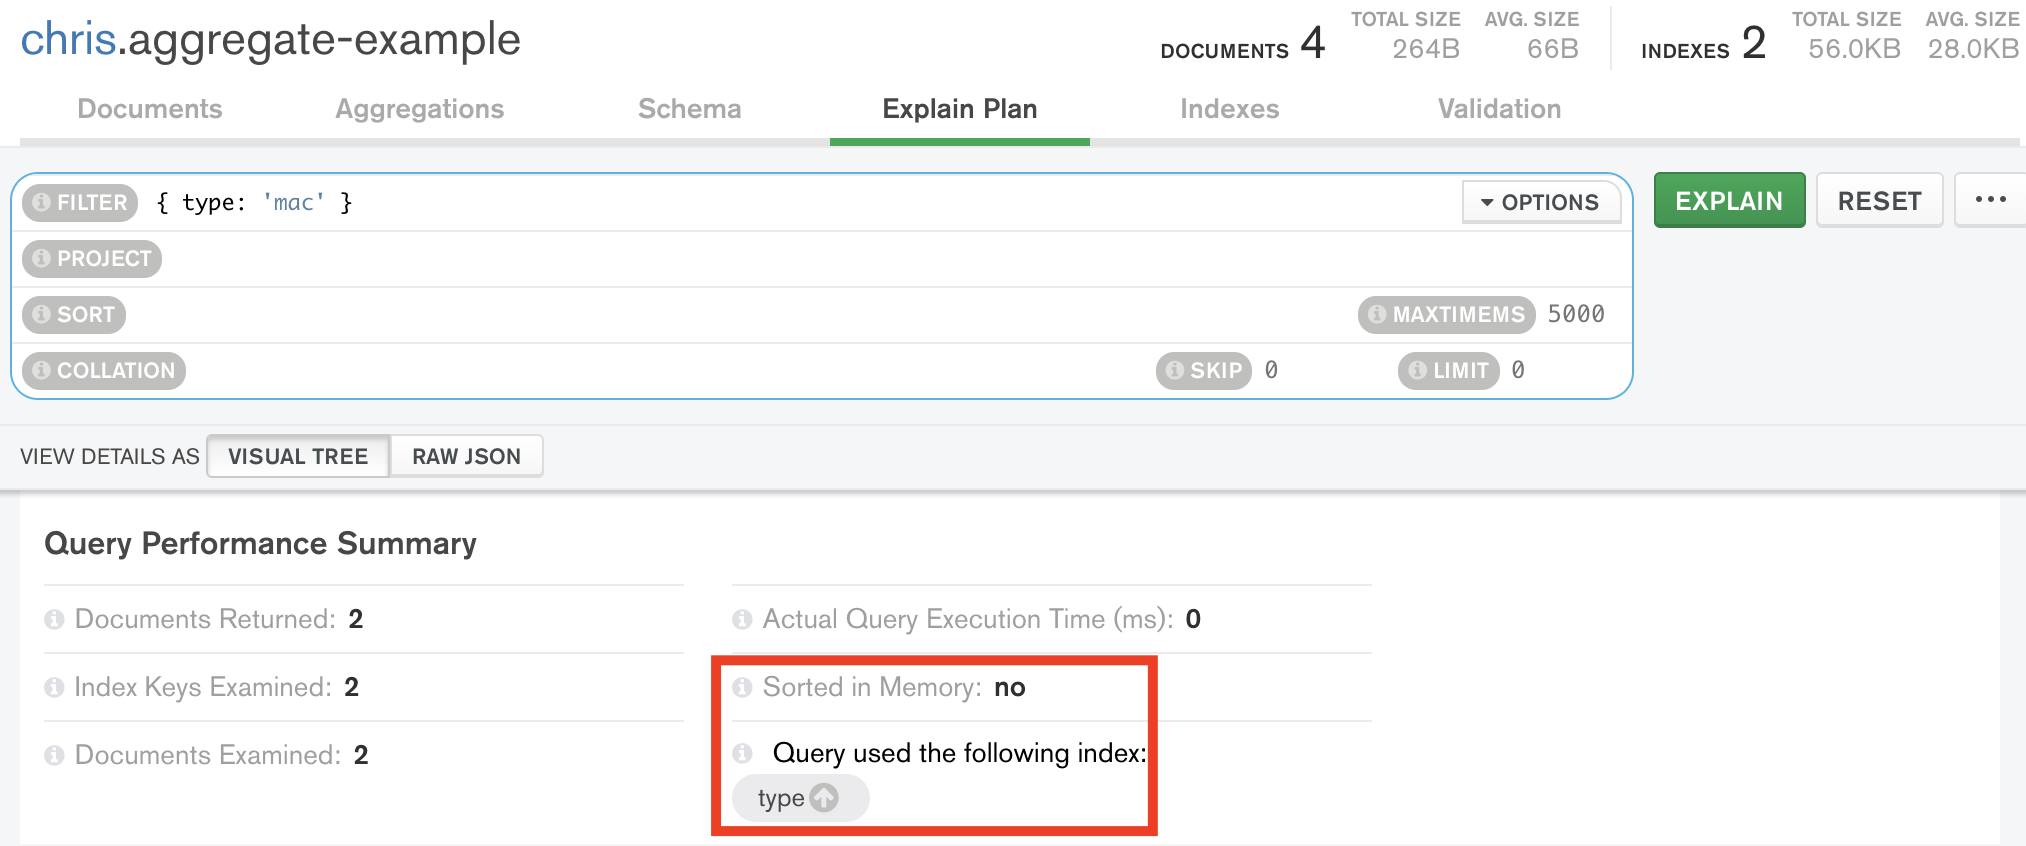 chris.aggregate-example
DOCUMENTS 4 TOTAL SIZE 264B AVG. SIZE 66B INDEXES 2 TOTAL SIZE 56.0KB AVG. SIZE 28.0KB
Documents Aggregations Schema Explain Plan Indexes Validation
FILTER { type: 'mac' } OPTIONS EXPLAIN RESET ...
PROJECT
SORT MAXTIMEMS 5000
COLLATION SKIP 0 LIMIT 0
VIEW DETAILS AS VISUAL TREE RAW JSON
Query Performance Summary
Documents Returned: 2
Index Keys Examined: 2
Documents Examined: 2
Actual Query Execution Time (ms): 0
Sorted in Memory: no
Query used the following index:
type